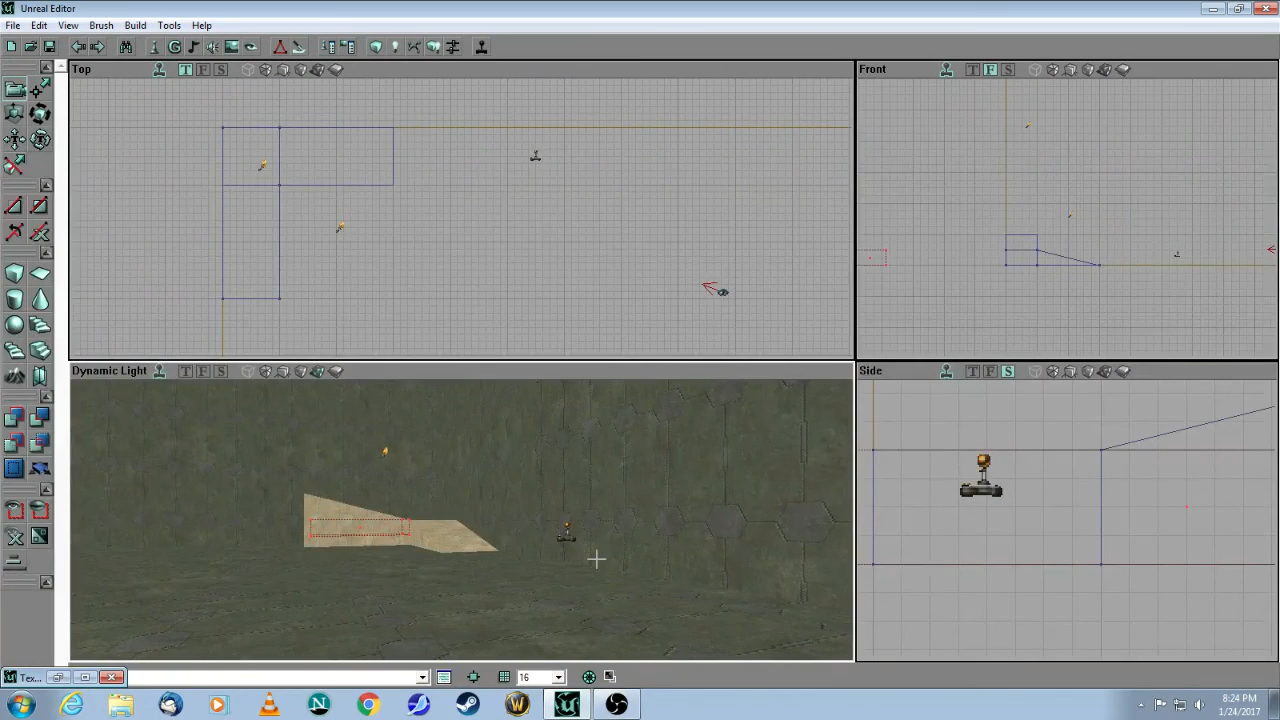 Unreal Editor
File Edit View Brush Build Tools Help
Top T F S
Front T F S
Dynamic Light T F S
Side T F S
Tex... 16
8:24 PM
1/24/2017